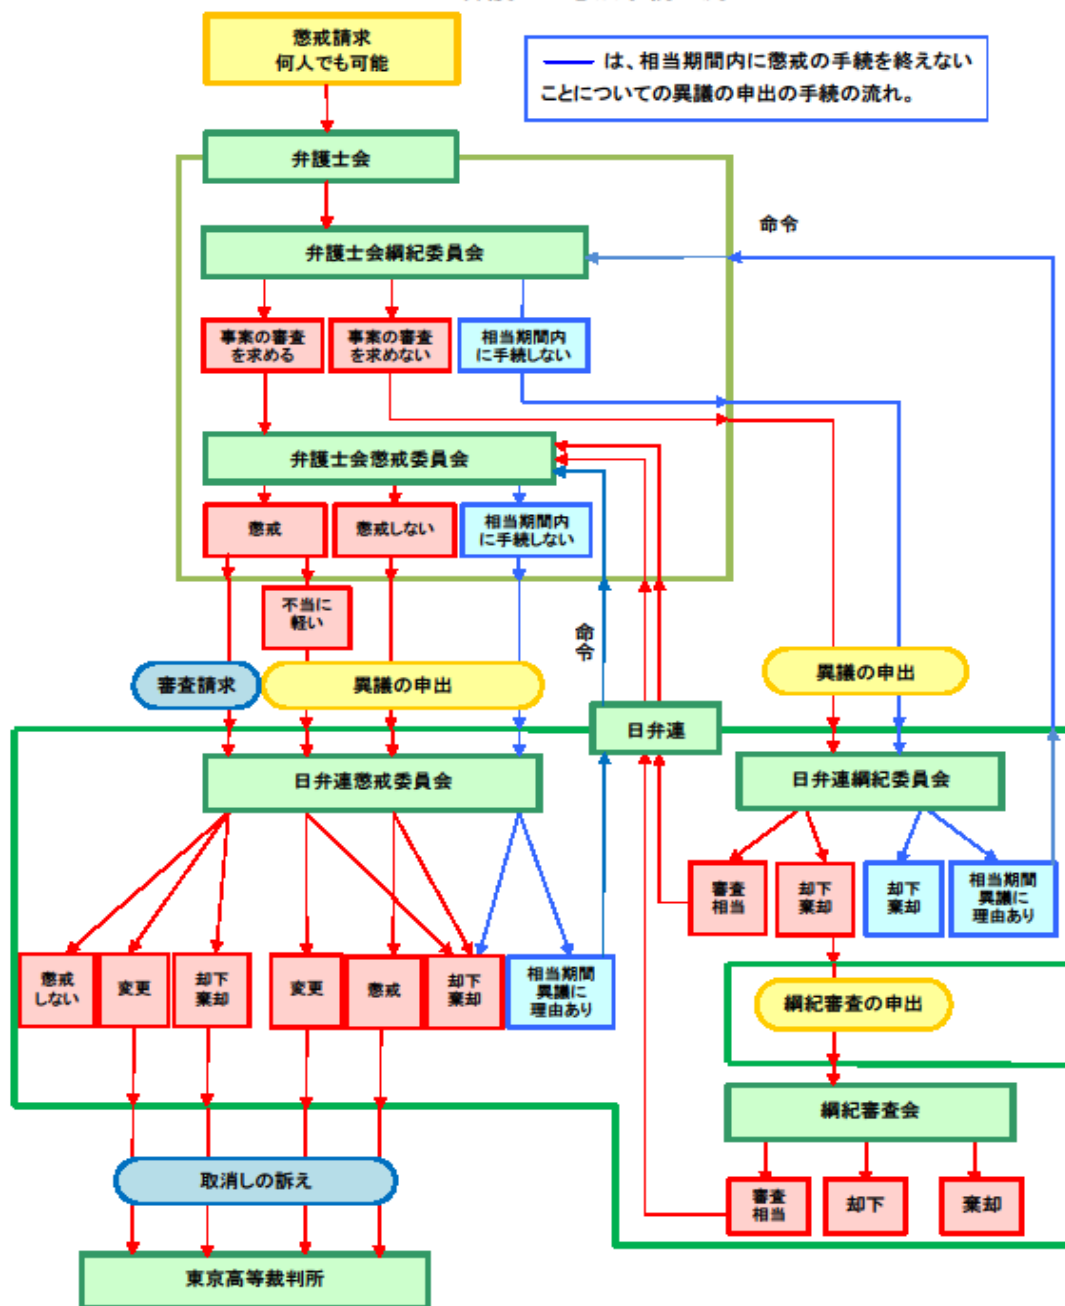 懲戒請求
何人でも可能
は、相当期間内に懲戒の手続を終えない
ことについての異議の申出の手続の流れ。
弁護士会
命令
弁護士会綱紀委員会
事案の審査
を求める
事案の審査
を求めない
相当期間内
に手続しない
弁護士会懲戒委員会
懲戒
懲戒しない
相当期間内
に手続しない
不当に
軽い
命令
審査請求
異議の申出
異議の申出
日弁連
日弁連懲戒委員会
日弁連綱紀委員会
審査
相当
却下
棄却
却下
棄却
相当期間
異議に
理由あり
懲戒
しない
変更
却下
棄却
変更
懲戒
却下
棄却
相当期間
異議に
理由あり
綱紀審査の申出
綱紀審査会
取消しの訴え
審査
相当
却下
棄却
東京高等裁判所